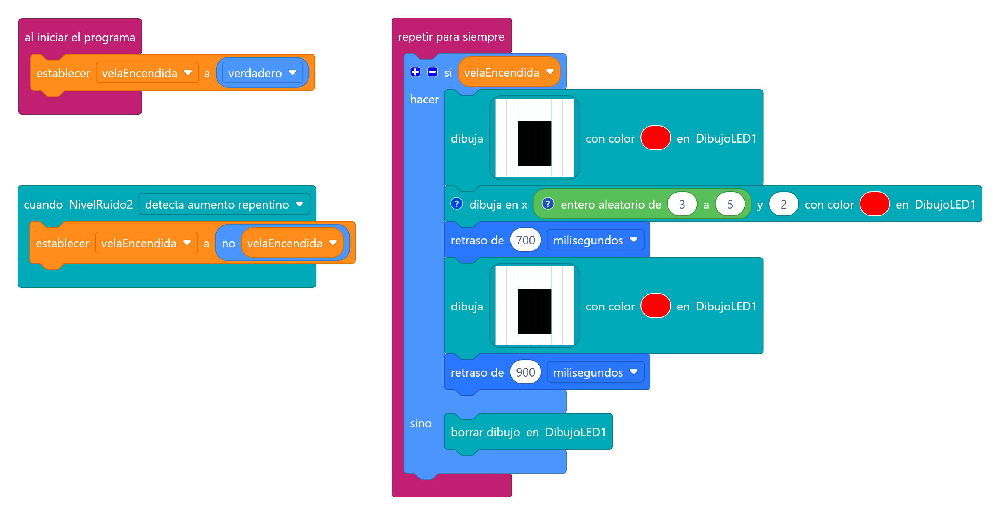 al iniciar el programa
establecer velaEncendida a verdadero
cuando NivelRuido2 detecta aumento repentino
establecer velaEncendida a no velaEncendida
repetir para siempre
si velaEncendida
hacer
dibuja con color en DibujoLED1
? dibuja en x ? entero aleatorio de 3 a 5 y 2 con color en DibujoLED1
retraso de 700 milisegundos
dibuja con color en DibujoLED1
retraso de 900 milisegundos
sino
borrar dibujo en DibujoLED1